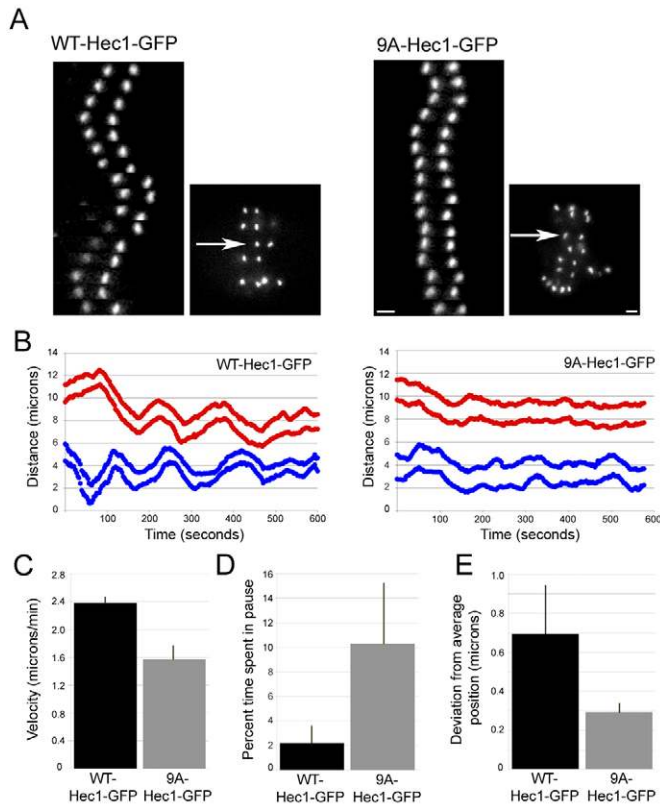 A
WT-Hec1-GFP
9A-Hec1-GFP
B
Distance (microns)
14
12
10
8
6
4
2
0
WT-Hec1-GFP
100 200 300 400 500 600
Time (seconds)
Distance (microns)
14
12
10
8
6
4
2
0
9A-Hec1-GFP
100 200 300 400 500 600
Time (seconds)
C
Velocity (microns/min)
2.8
2.4
2.0
1.6
1.2
0.8
0.4
0
WT-
Hec1-GFP
9A-
Hec1-GFP
D
Percent time spent in pause
16
14
12
10
8
6
4
2
0
WT-
Hec1-GFP
9A-
Hec1-GFP
E
Deviation from average
position (microns)
1.0
0.8
0.6
0.4
0.2
0
WT-
Hec1-GFP
9A-
Hec1-GFP